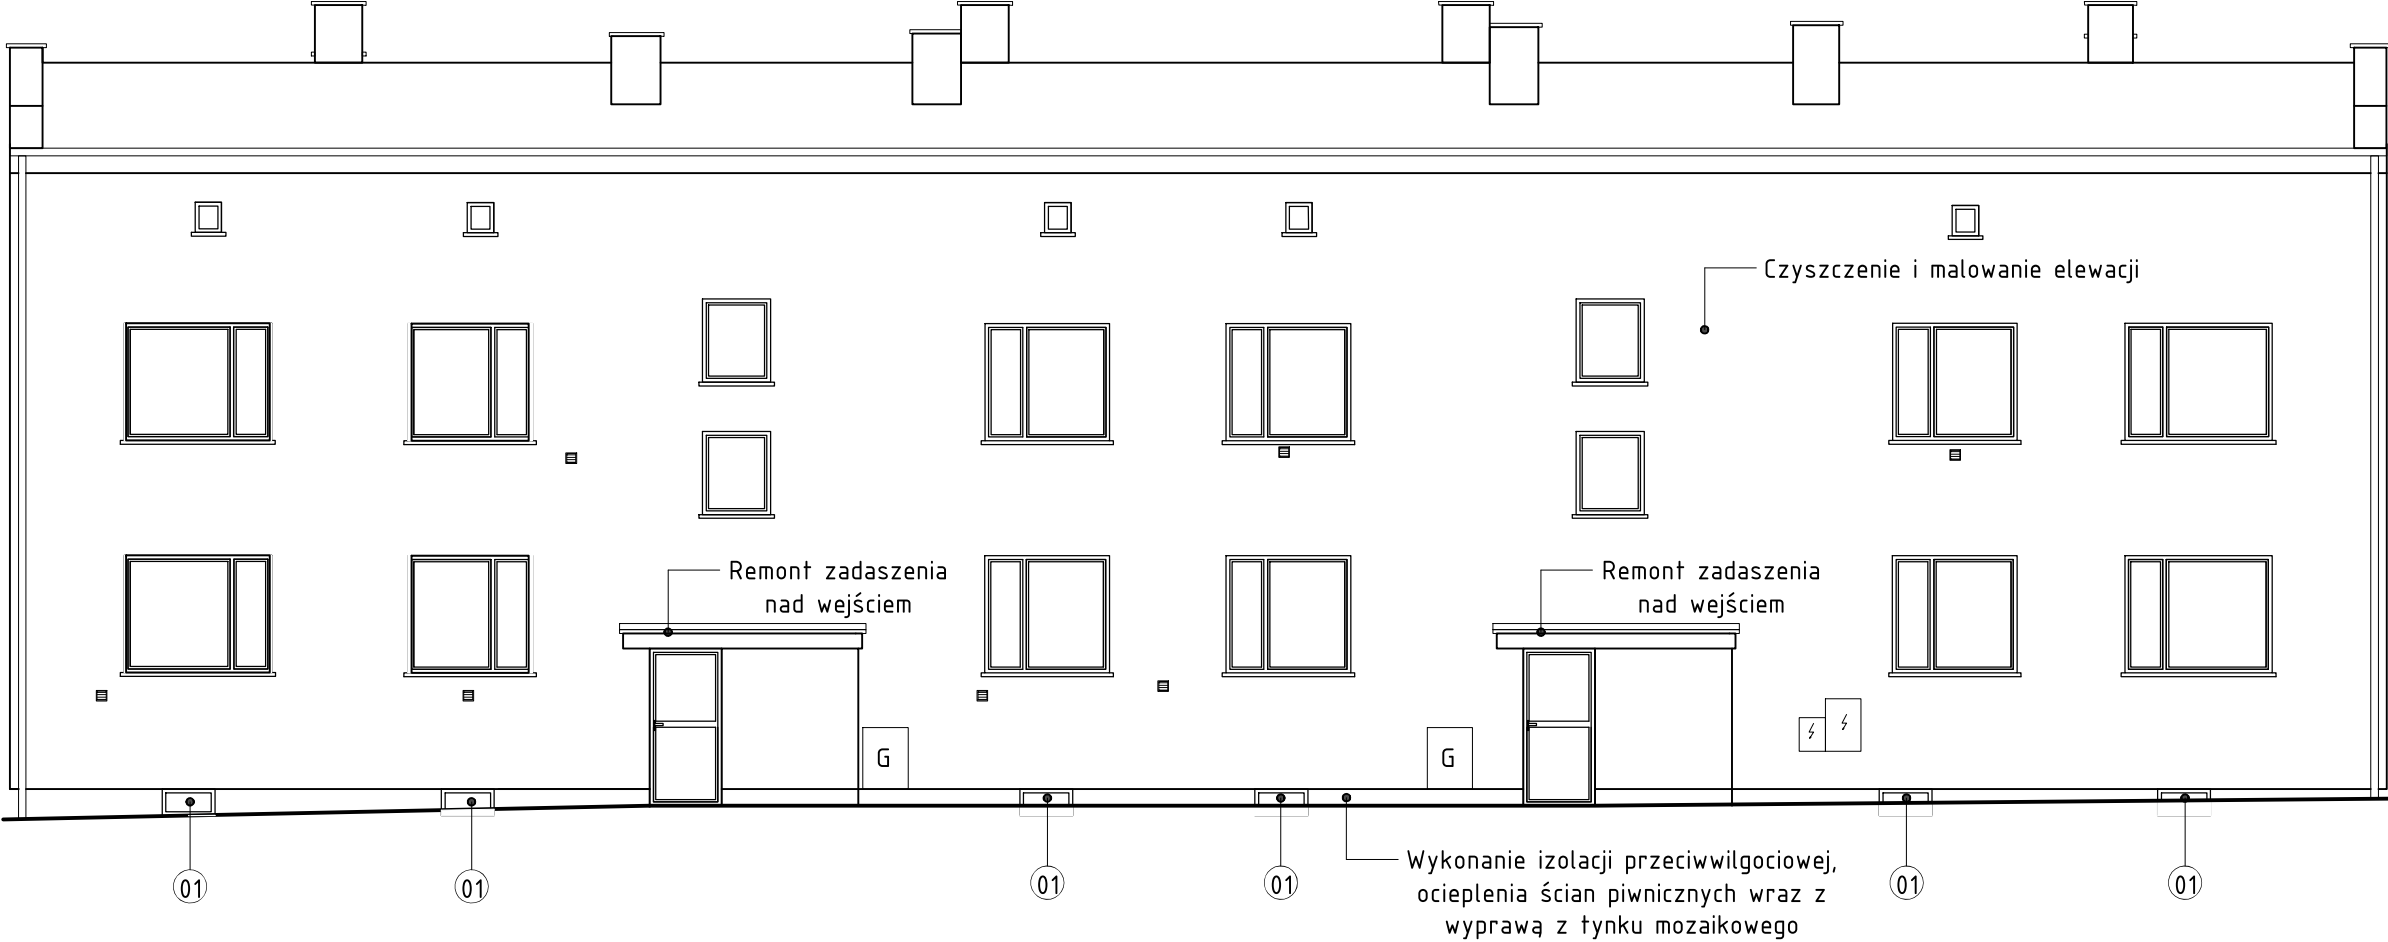 Czyszczenie i malowanie elewacji
Remont zadaszenia
nad wejściem
Remont zadaszenia
nad wejściem
G
G
01
01
01
01
01
01
Wykonanie izolacji przeciwwilgociowej,
ocieplenia ścian piwnicznych wraz z
wyprawą z tynku mozaikowego